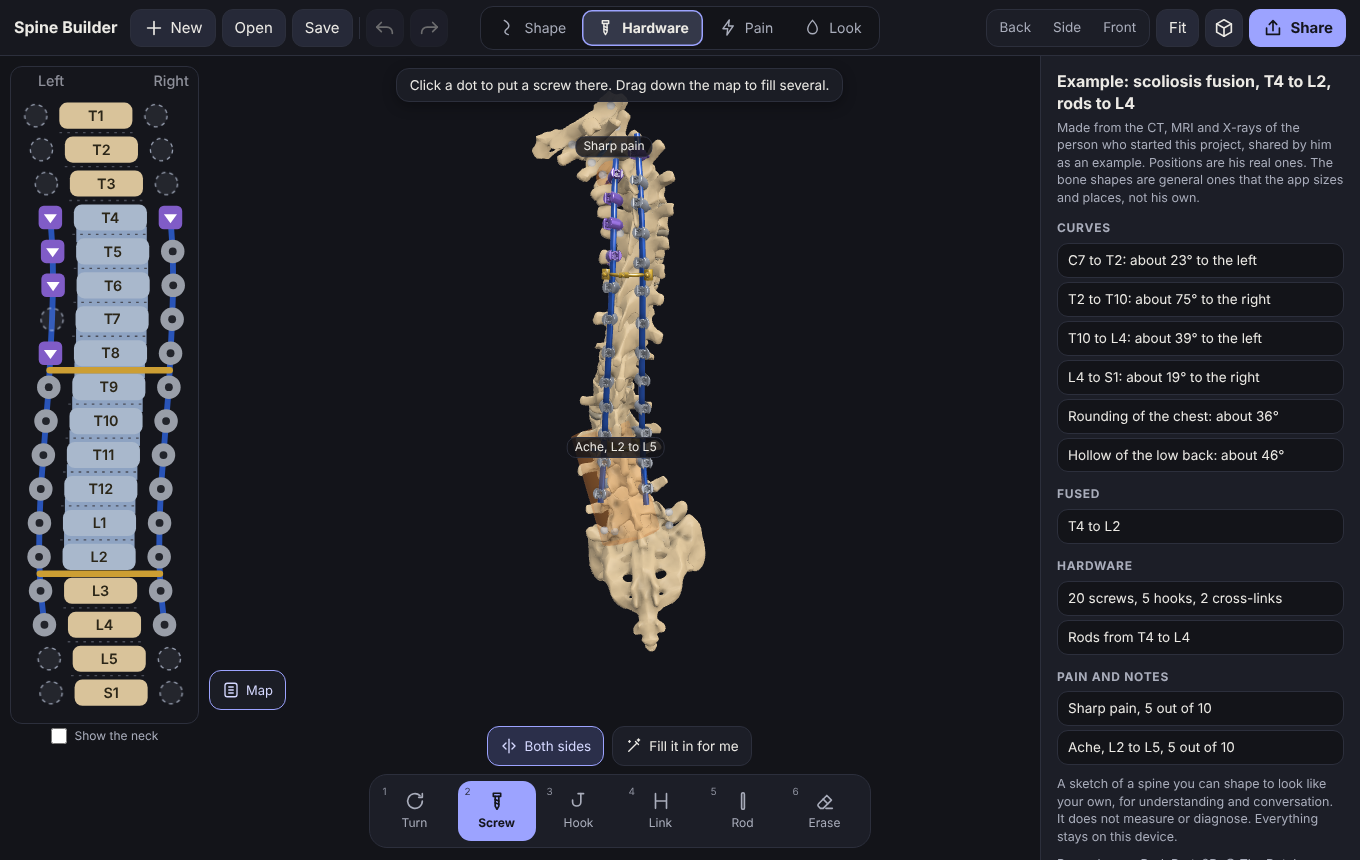 Spine Builder
New
Open
Save
Shape
Hardware
Pain
Look
Back
Side
Front
Fit
Share
Left
Right
T1
T2
T3
T4
T5
T6
T7
T8
T9
T10
T11
T12
L1
L2
L3
L4
L5
S1
Show the neck
Map
Click a dot to put a screw there. Drag down the map to fill several.
Sharp pain
Ache, L2 to L5
Both sides
Fill it in for me
1
Turn
2
Screw
3
Hook
4
Link
5
Rod
6
Erase
Example: scoliosis fusion, T4 to L2,
rods to L4
Made from the CT, MRI and X-rays of the
person who started this project, shared by him
as an example. Positions are his real ones. The
bone shapes are general ones that the app sizes
and places, not his own.
CURVES
C7 to T2: about 23° to the left
T2 to T10: about 75° to the right
T10 to L4: about 39° to the left
L4 to S1: about 19° to the right
Rounding of the chest: about 36°
Hollow of the low back: about 46°
FUSED
T4 to L2
HARDWARE
20 screws, 5 hooks, 2 cross-links
Rods from T4 to L4
PAIN AND NOTES
Sharp pain, 5 out of 10
Ache, L2 to L5, 5 out of 10
A sketch of a spine you can shape to look like
your own, for understanding and conversation.
It does not measure or diagnose. Everything
stays on this device.